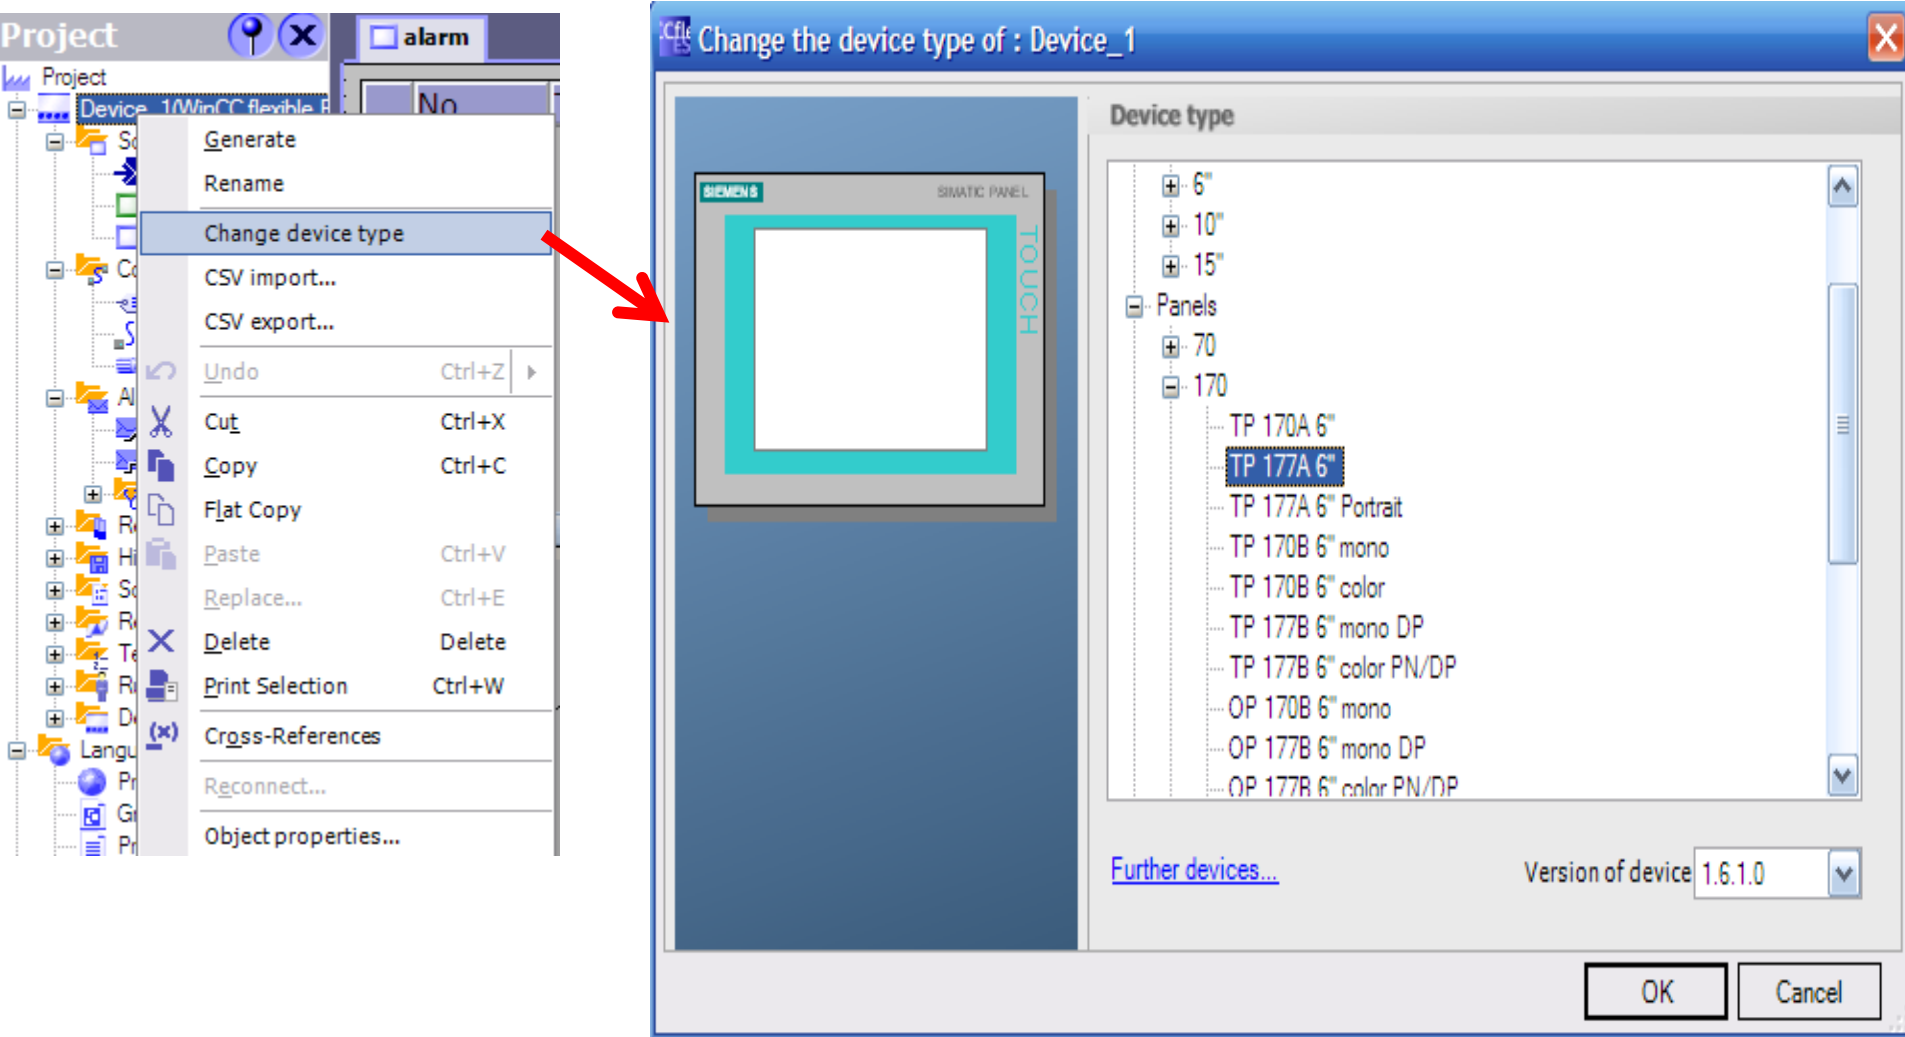 Project
Project
Device_1(WinCC flexible
alarm
No
Generate
Rename
Change device type
CSV import...
CSV export...
Undo Ctrl+Z
Cut Ctrl+X
Copy Ctrl+C
Flat Copy
Paste Ctrl+V
Replace... Ctrl+E
Delete Delete
Print Selection Ctrl+W
Cross-References
Reconnect...
Object properties...
Change the device type of : Device_1
SIEMENS
SIMATIC PANEL
TOUCH
Device type
6"
10"
15"
Panels
70
170
TP 170A 6"
TP 177A 6"
TP 177A 6" Portrait
TP 170B 6" mono
TP 170B 6" color
TP 177B 6" mono DP
TP 177B 6" color PN/DP
OP 170B 6" mono
OP 177B 6" mono DP
OP 177B 6" color PN/DP
Further devices...
Version of device 1.6.1.0
OK
Cancel